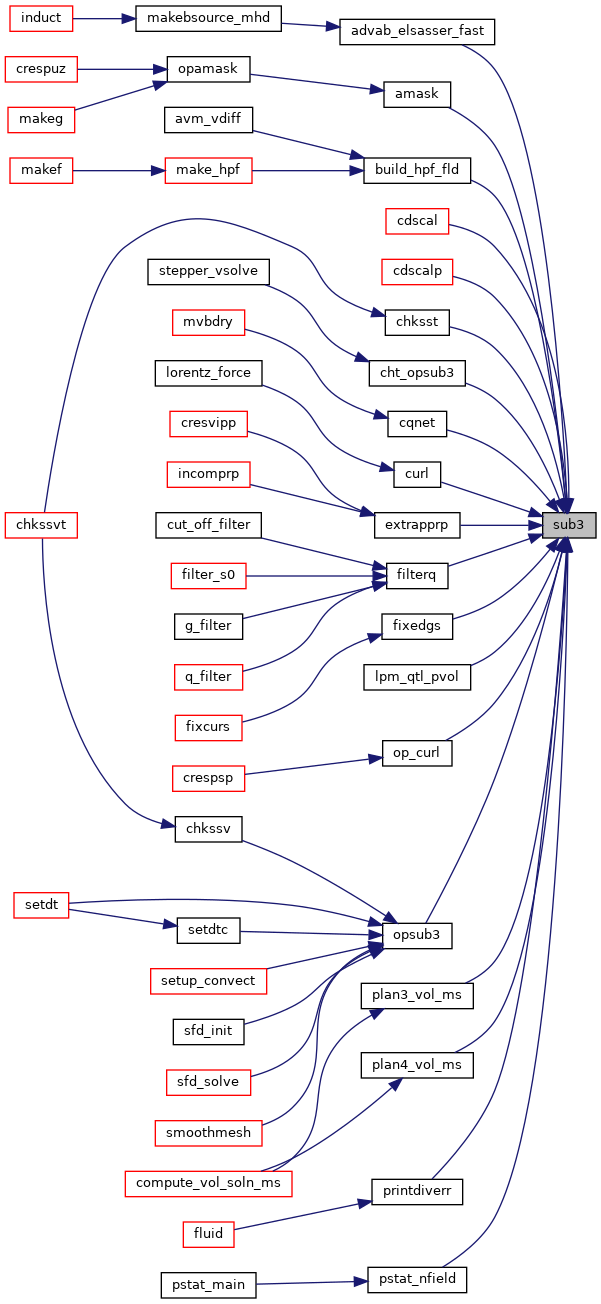 induct
makebsource_mhd
advab_elsasser_fast
crespuz
opamask
amask
makeg
avm_vdiff
makef
make_hpf
build_hpf_fld
cdscal
stepper_vsolve
cdscalp
mvbdry
chksst
lorentz_force
cht_opsub3
cresvipp
cqnet
incomprp
curl
chkssvt
cut_off_filter
extrapprp
sub3
filter_s0
filterq
g_filter
fixedgs
q_filter
lpm_qtl_pvol
fixcurs
op_curl
crespsp
chkssv
setdt
setdtc
opsub3
setup_convect
plan3_vol_ms
sfd_init
plan4_vol_ms
sfd_solve
smoothmesh
compute_vol_soln_ms
printdiverr
fluid
pstat_main
pstat_nfield